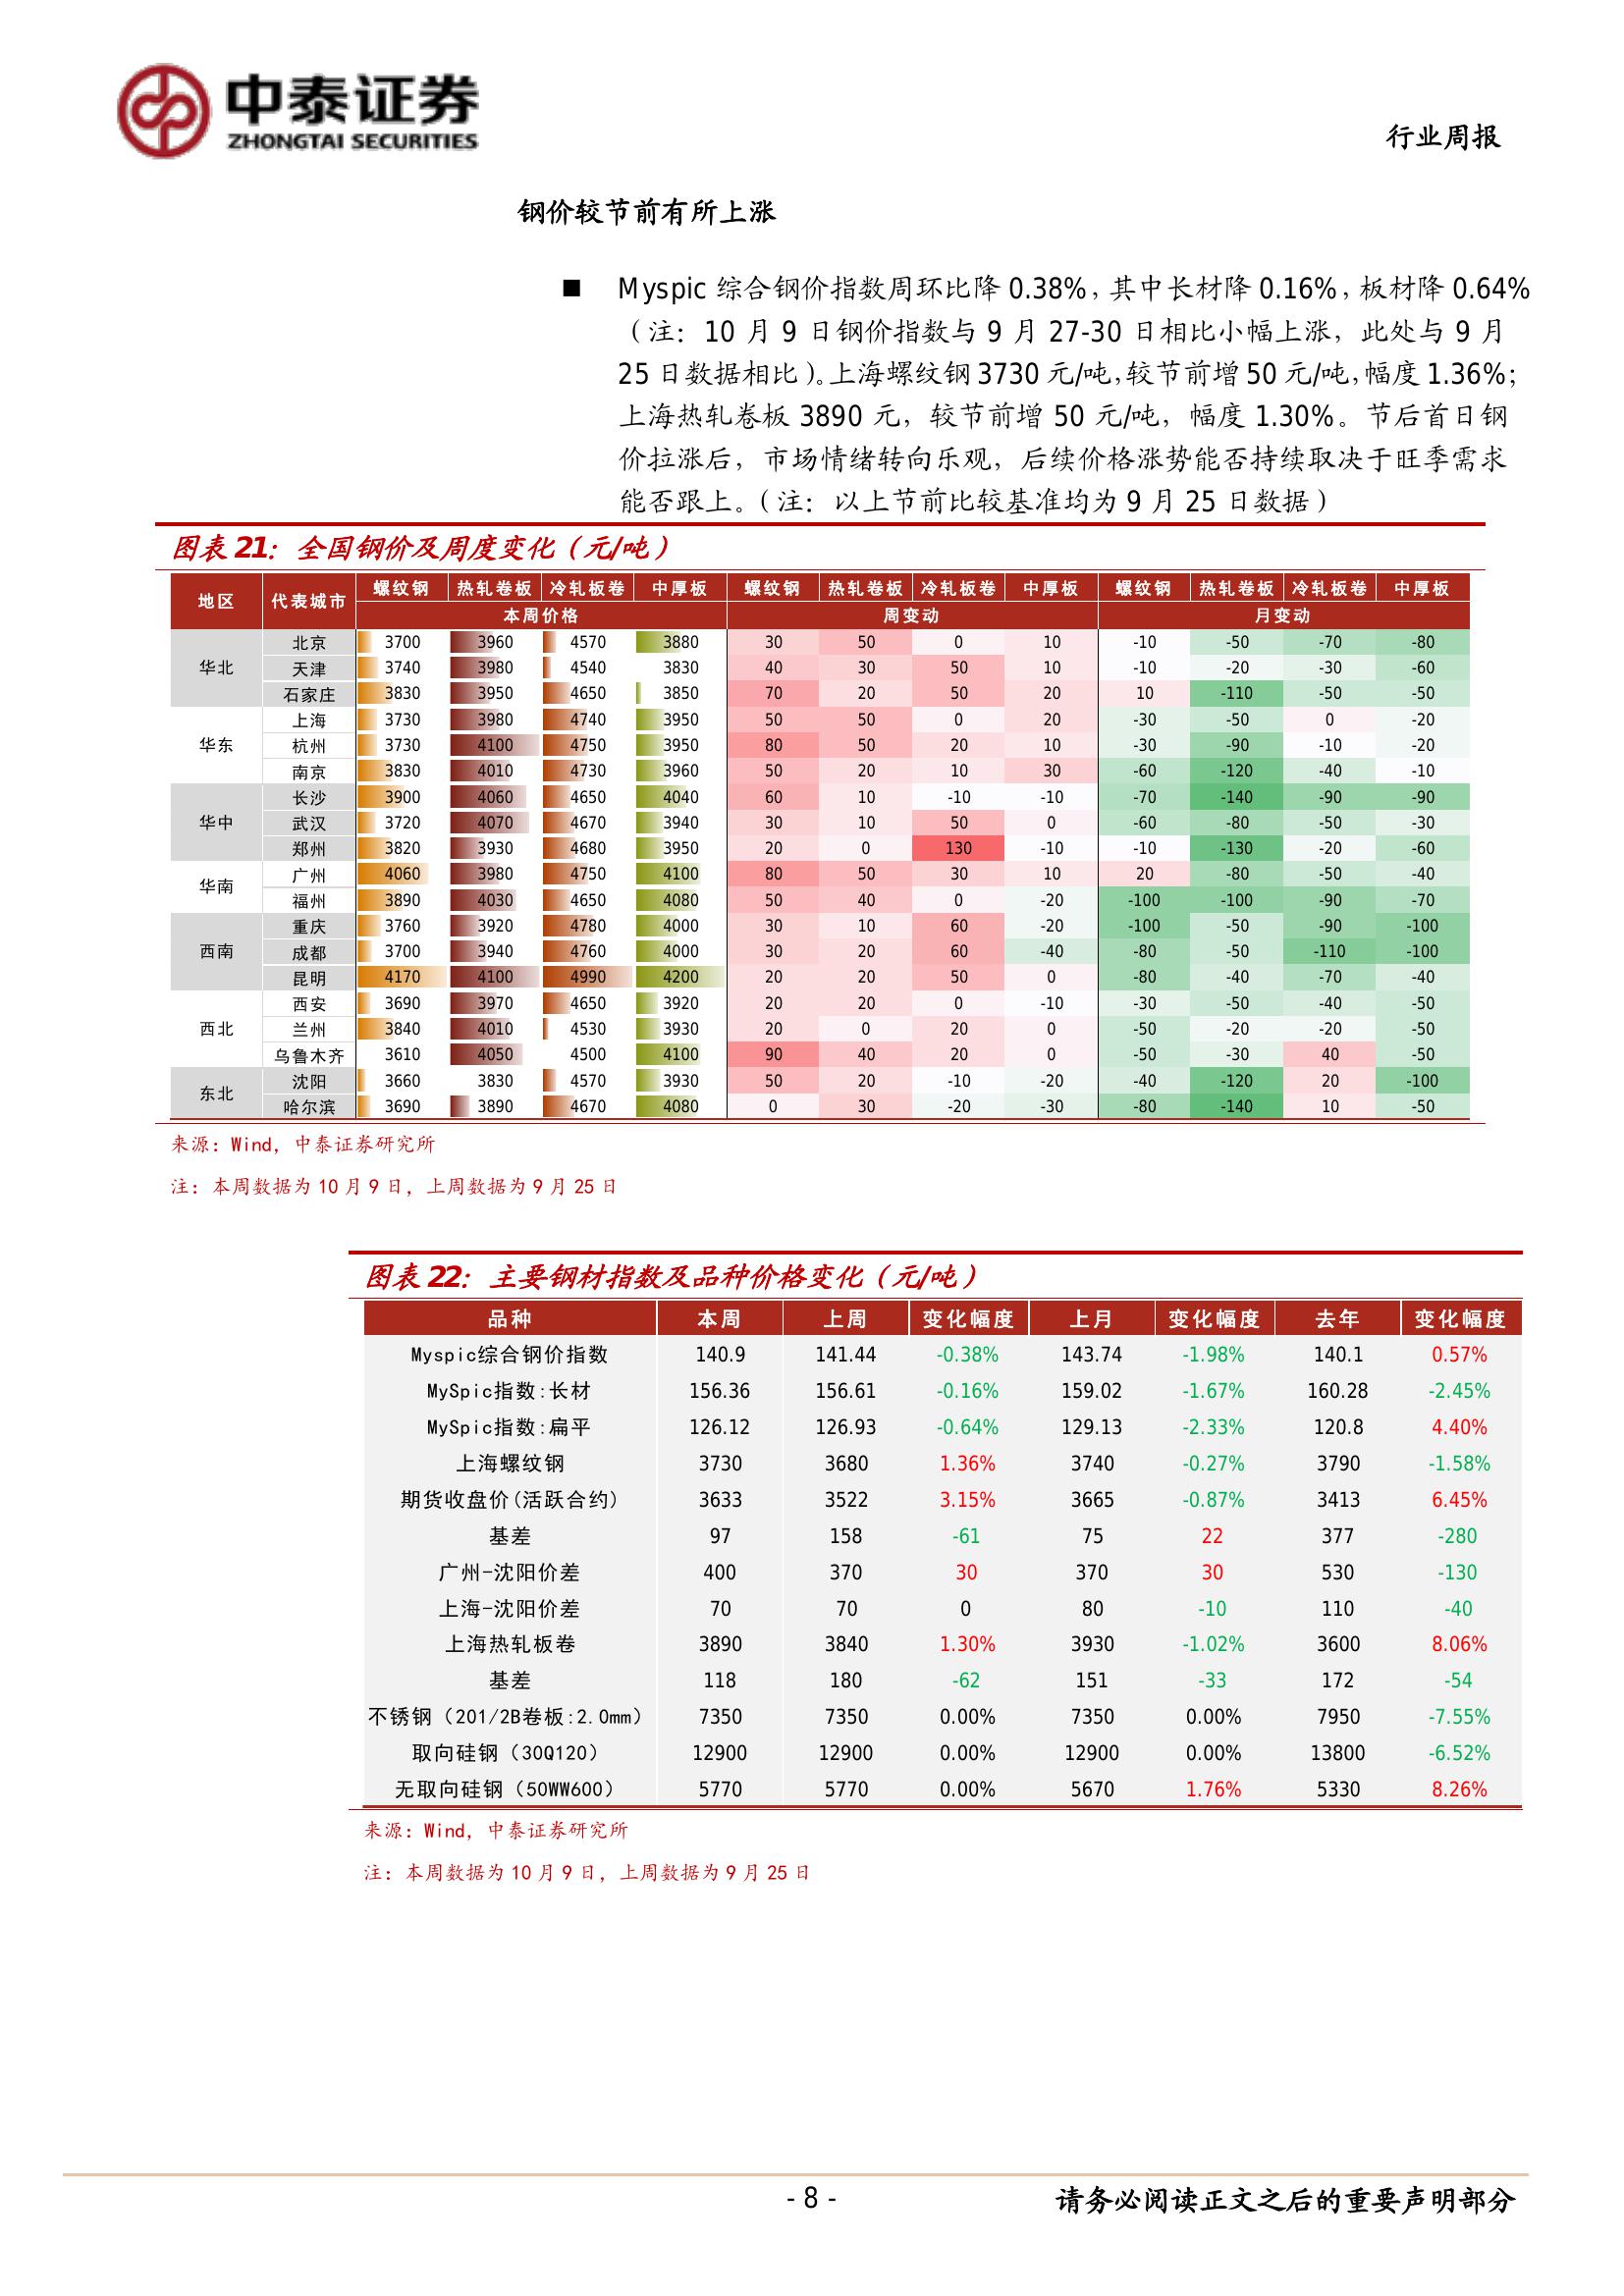 中泰证券
ZHONGTAI SECURITIES
行业周报
钢价较节前有所上涨
■ Myspic 综合钢价指数周环比降 0.38%，其中长材降 0.16%，板材降 0.64%
（注：10 月 9 日钢价指数与 9 月 27-30 日相比小幅上涨，此处与 9 月
25 日数据相比）。上海螺纹钢 3730 元/吨，较节前增 50 元/吨，幅度 1.36%；
上海热轧卷板 3890 元，较节前增 50 元/吨，幅度 1.30%。节后首日钢
价拉涨后，市场情绪转向乐观，后续价格涨势能否持续取决于旺季需求
能否跟上。（注：以上节前比较基准均为 9 月 25 日数据）
图表 21：全国钢价及周度变化（元/吨）
地区 代表城市 螺纹钢 热轧卷板 冷轧板卷 中厚板 螺纹钢 热轧卷板 冷轧板卷 中厚板 螺纹钢 热轧卷板 冷轧板卷 中厚板
本周价格 周变动 月变动
华北 北京 3700 3960 4570 3880 30 50 0 10 -10 -50 -70 -80
天津 3740 3980 4540 3830 40 30 50 10 -10 -20 -30 -60
石家庄 3830 3950 4650 3850 70 20 50 20 10 -110 -50 -50
华东 上海 3730 3980 4740 3950 50 50 0 20 -30 -50 0 -20
杭州 3730 4100 4750 3950 80 50 20 10 -30 -90 -10 -20
南京 3830 4010 4730 3960 50 20 10 30 -60 -120 -40 -10
华中 长沙 3900 4060 4650 4040 60 10 -10 -10 -70 -140 -90 -90
武汉 3720 4070 4670 3940 30 10 50 0 -60 -80 -50 -30
郑州 3820 3930 4680 3950 20 0 130 -10 -10 -130 -20 -60
华南 广州 4060 3980 4750 4100 80 50 30 10 20 -80 -50 -40
福州 3890 4030 4650 4080 50 40 0 -20 -100 -100 -90 -70
西南 重庆 3760 3920 4780 4000 30 10 60 -20 -100 -50 -90 -100
成都 3700 3940 4760 4000 30 20 60 -40 -80 -50 -110 -100
昆明 4170 4100 4990 4200 20 20 50 0 -80 -40 -70 -40
西北 西安 3690 3970 4650 3920 20 20 0 -10 -30 -50 -40 -50
兰州 3840 4010 4530 3930 20 0 20 0 -50 -20 -20 -50
乌鲁木齐 3610 4050 4500 4100 90 40 20 0 -50 -30 40 -50
东北 沈阳 3660 3830 4570 3930 50 20 -10 -20 -40 -120 20 -100
哈尔滨 3690 3890 4670 4080 0 30 -20 -30 -80 -140 10 -50
来源：Wind，中泰证券研究所
注：本周数据为 10 月 9 日，上周数据为 9 月 25 日
图表 22：主要钢材指数及品种价格变化（元/吨）
品种 本周 上周 变化幅度 上月 变化幅度 去年 变化幅度
Myspic综合钢价指数 140.9 141.44 -0.38% 143.74 -1.98% 140.1 0.57%
MySpic指数:长材 156.36 156.61 -0.16% 159.02 -1.67% 160.28 -2.45%
MySpic指数:扁平 126.12 126.93 -0.64% 129.13 -2.33% 120.8 4.40%
上海螺纹钢 3730 3680 1.36% 3740 -0.27% 3790 -1.58%
期货收盘价(活跃合约) 3633 3522 3.15% 3665 -0.87% 3413 6.45%
基差 97 158 -61 75 22 377 -280
广州-沈阳价差 400 370 30 370 30 530 -130
上海-沈阳价差 70 70 0 80 -10 110 -40
上海热轧板卷 3890 3840 1.30% 3930 -1.02% 3600 8.06%
基差 118 180 -62 151 -33 172 -54
不锈钢（201/2B卷板:2.0mm） 7350 7350 0.00% 7350 0.00% 7950 -7.55%
取向硅钢（30Q120） 12900 12900 0.00% 12900 0.00% 13800 -6.52%
无取向硅钢（50WW600） 5770 5770 0.00% 5670 1.76% 5330 8.26%
来源：Wind，中泰证券研究所
注：本周数据为 10 月 9 日，上周数据为 9 月 25 日
- 8 -
请务必阅读正文之后的重要声明部分